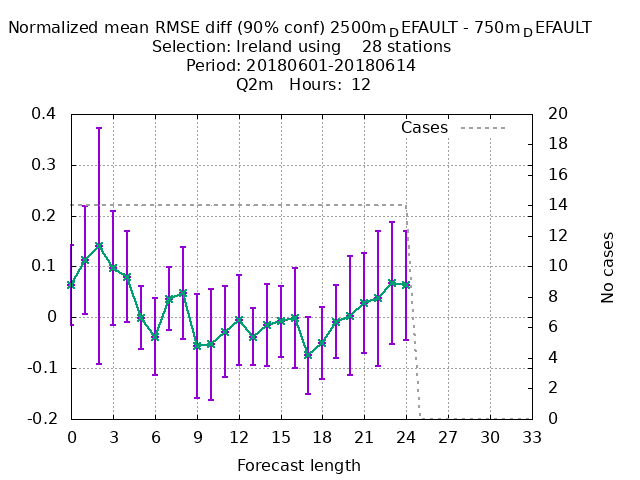 Normalized mean RMSE diff (90% conf) 2500m_DEFAULT - 750m_DEFAULT
Selection: Ireland using    28 stations
Period: 20180601-20180614
Q2m   Hours:  12
Cases
0.4
0.3
0.2
0.1
0
-0.1
-0.2
20
18
16
14
12
10
8
6
4
2
0
No cases
0 3 6 9 12 15 18 21 24 27 30 33
Forecast length